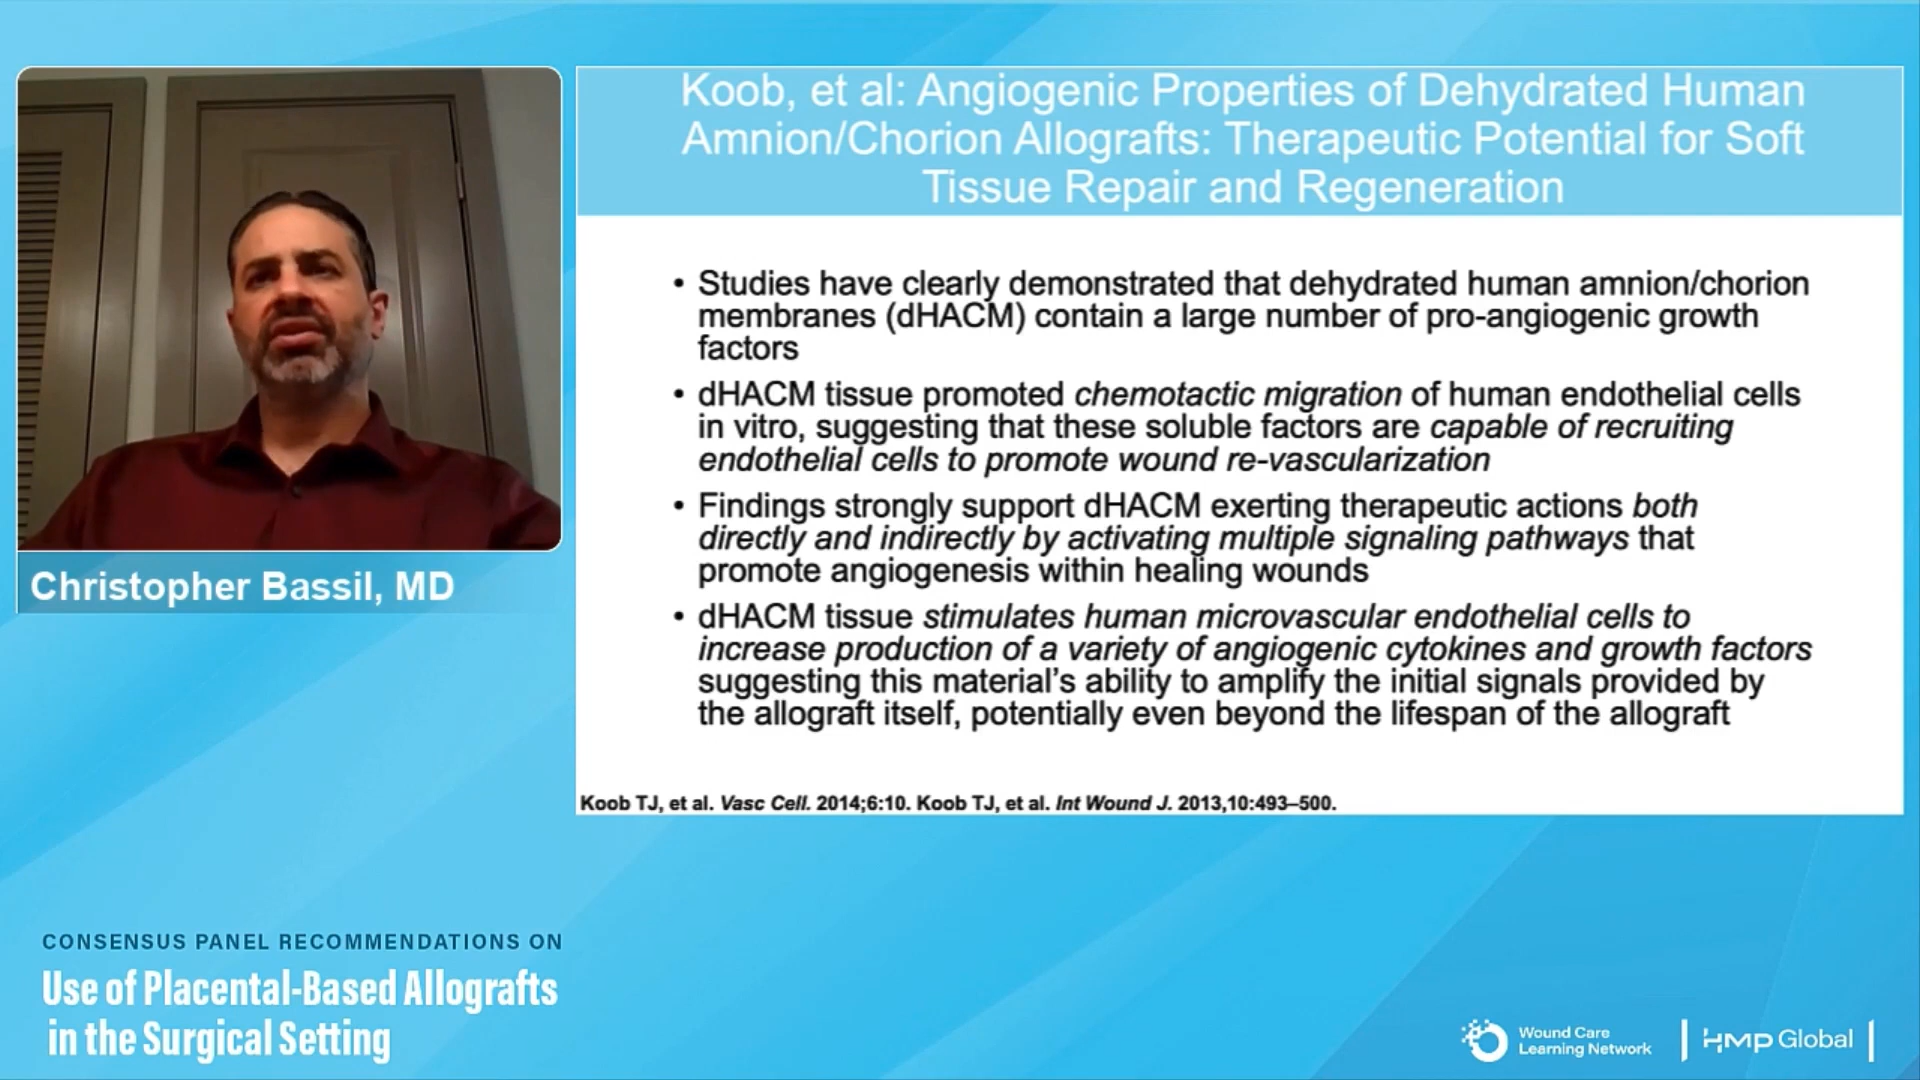 Koob, et al: Angiogenic Properties of Dehydrated Human
Amnion/Chorion Allografts: Therapeutic Potential for Soft
Tissue Repair and Regeneration
• Studies have clearly demonstrated that dehydrated human amnion/chorion
membranes (dHACM) contain a large number of pro-angiogenic growth
factors
• dHACM tissue promoted chemotactic migration of human endothelial cells
in vitro, suggesting that these soluble factors are capable of recruiting
endothelial cells to promote wound re-vascularization
• Findings strongly support dHACM exerting therapeutic actions both
directly and indirectly by activating multiple signaling pathways that
promote angiogenesis within healing wounds
• dHACM tissue stimulates human microvascular endothelial cells to
increase production of a variety of angiogenic cytokines and growth factors
suggesting this material's ability to amplify the initial signals provided by
the allograft itself, potentially even beyond the lifespan of the allograft
Koob TJ, et al. Vasc Cell. 2014;6:10. Koob TJ, et al. Int Wound J. 2013,10:493–500.
Christopher Bassil, MD
CONSENSUS PANEL RECOMMENDATIONS ON
Use of Placental-Based Allografts
in the Surgical Setting
Wound Care
Learning Network
HMP Global